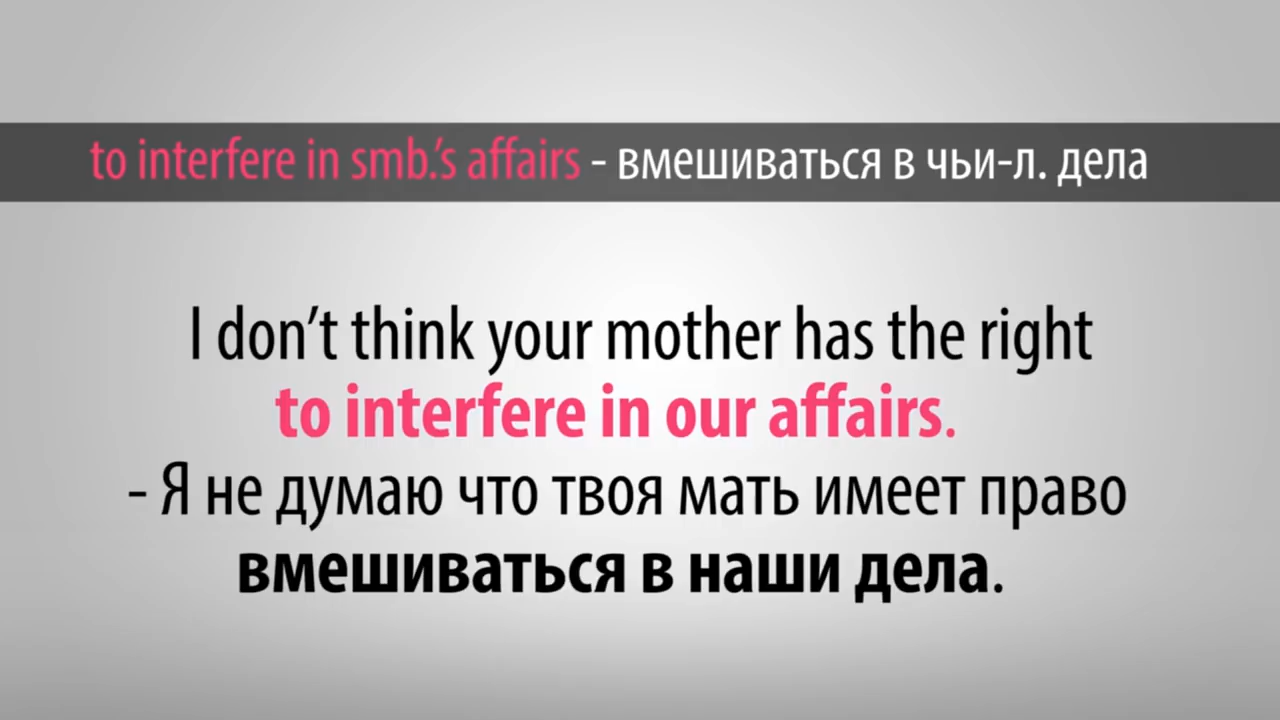 to interfere in smb.'s affairs - вмешиваться в чьи-л. дела
I don’t think your mother has the right
to interfere in our affairs.
- Я не думаю что твоя мать имеет право
вмешиваться в наши дела.